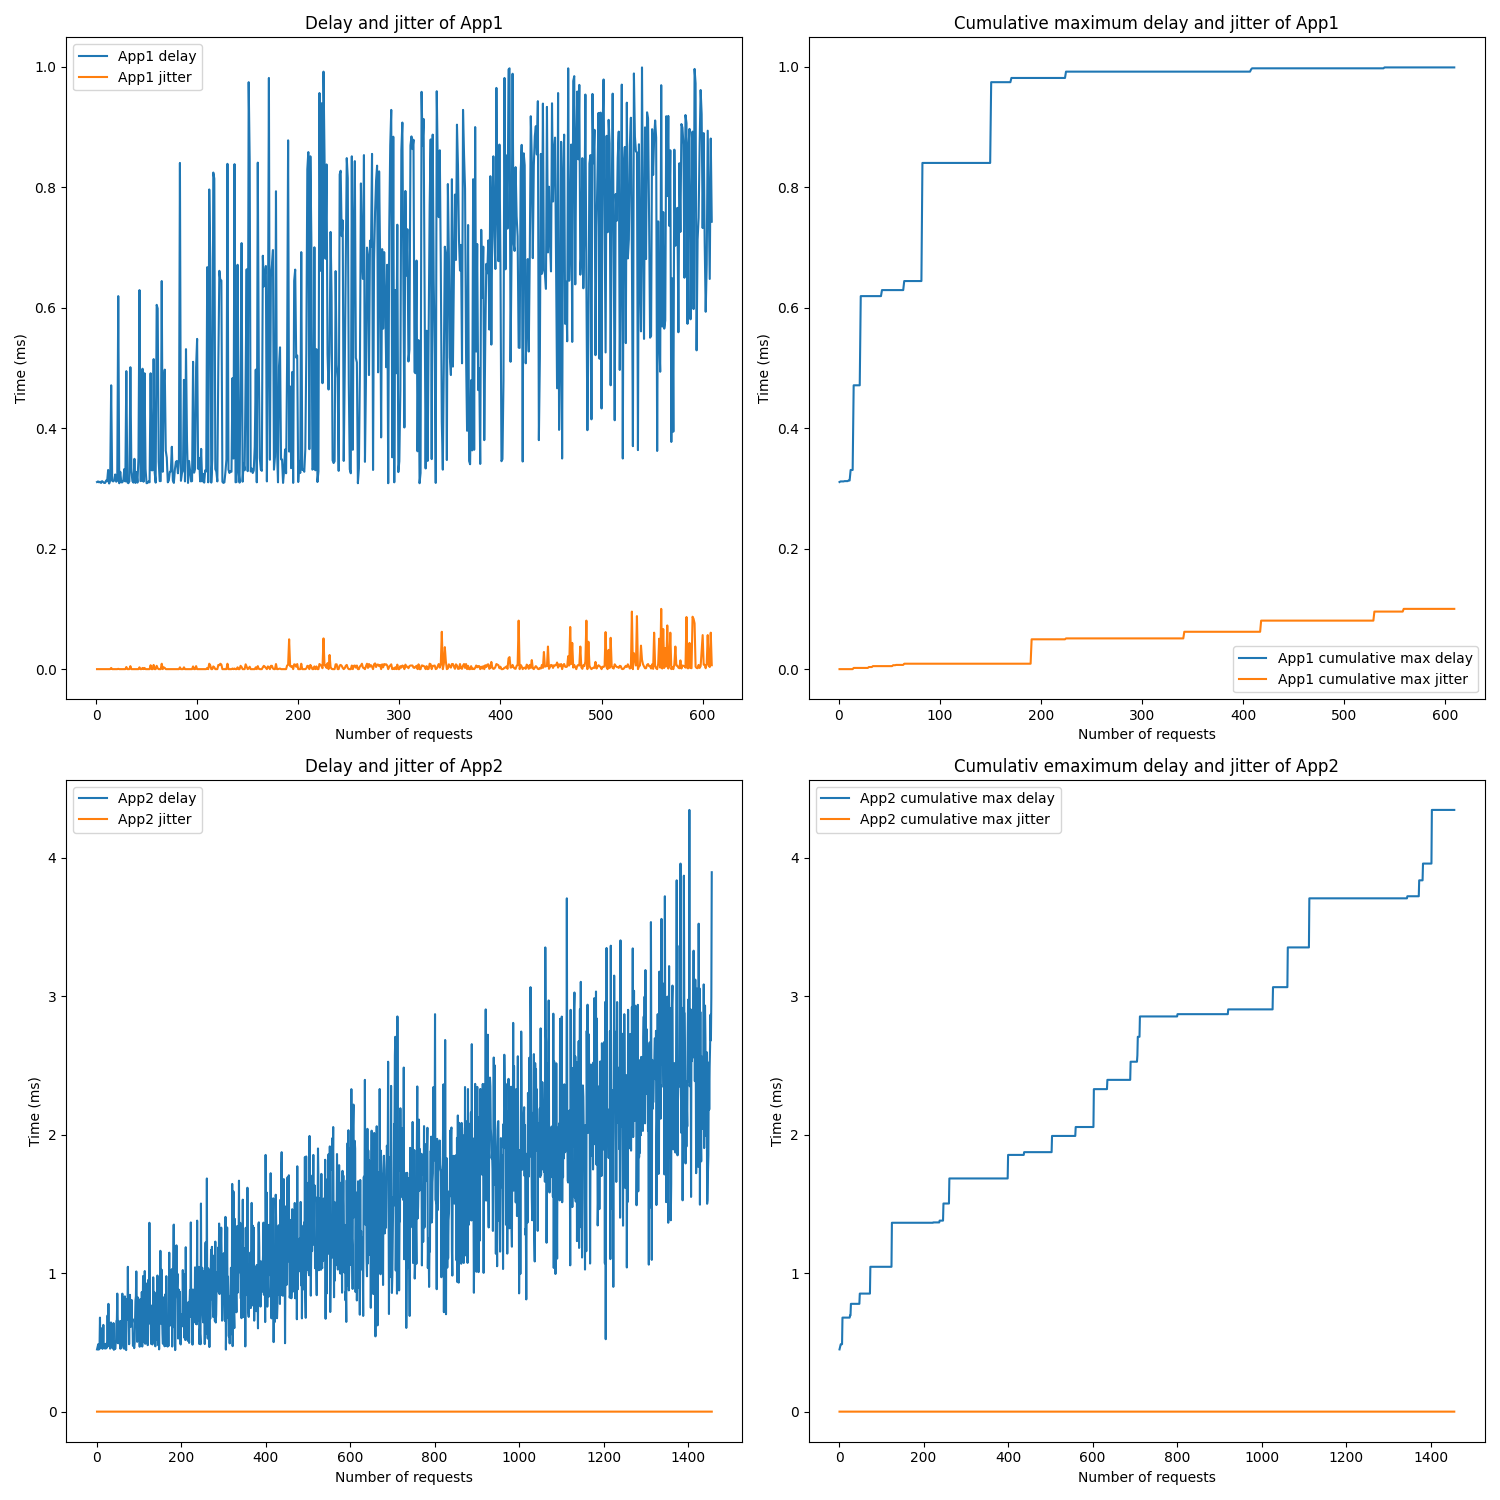 Delay and jitter of App1
App1 delay
App1 jitter
1.0
0.8
0.6
0.4
0.2
0.0
Time (ms)
0 100 200 300 400 500 600
Number of requests
Cumulative maximum delay and jitter of App1
1.0
0.8
0.6
0.4
0.2
0.0
Time (ms)
App1 cumulative max delay
App1 cumulative max jitter
0 100 200 300 400 500 600
Number of requests
Delay and jitter of App2
App2 delay
App2 jitter
4
3
2
1
0
Time (ms)
0 200 400 600 800 1000 1200 1400
Number of requests
Cumulativ emaximum delay and jitter of App2
App2 cumulative max delay
App2 cumulative max jitter
4
3
2
1
0
Time (ms)
0 200 400 600 800 1000 1200 1400
Number of requests